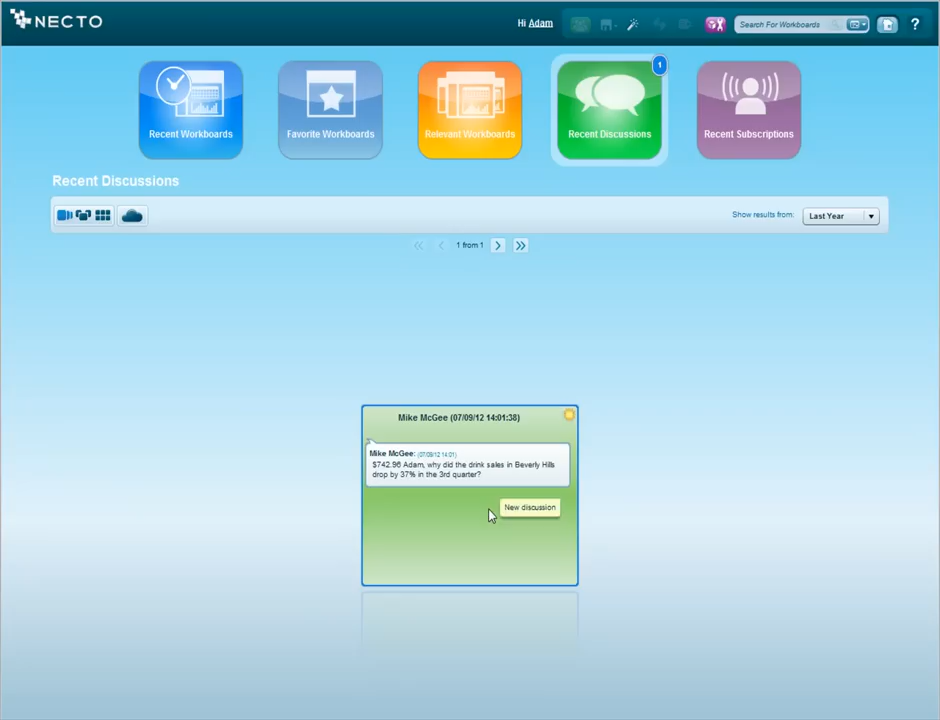 NECTO
Hi Adam
Search For Workboards
?
Recent Workboards
Favorite Workboards
Relevant Workboards
1
Recent Discussions
Recent Subscriptions
Recent Discussions
Show results from:
Last Year
1 from 1
Mike McGee (07/09/12 14:01:38)
Mike McGee: (07/09/12 14:01)
$742.96 Adam, why did the drink sales in Beverly Hills
drop by 37% in the 3rd quarter?
New discussion